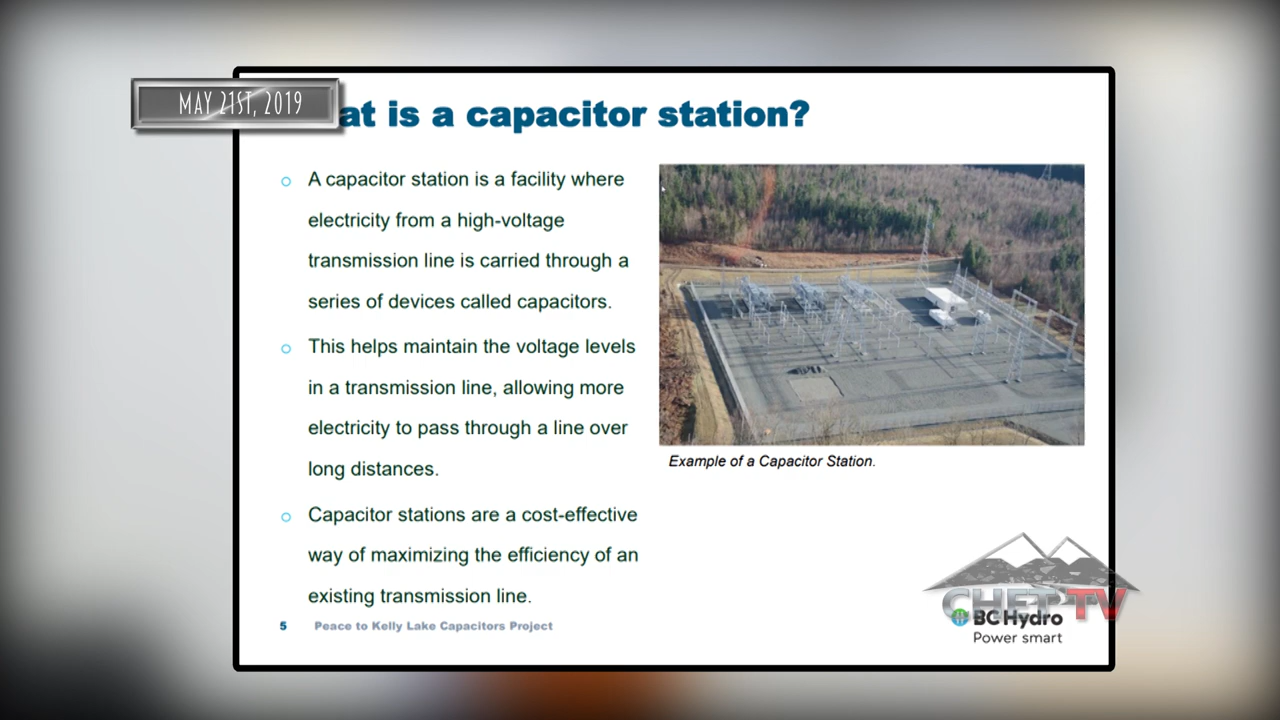 MAY 21ST, 2019
at is a capacitor station?
A capacitor station is a facility where
electricity from a high-voltage
transmission line is carried through a
series of devices called capacitors.
This helps maintain the voltage levels
in a transmission line, allowing more
electricity to pass through a line over
long distances.
Capacitor stations are a cost-effective
way of maximizing the efficiency of an
existing transmission line.
Example of a Capacitor Station.
5 Peace to Kelly Lake Capacitors Project
CHET TV
BC Hydro
Power smart